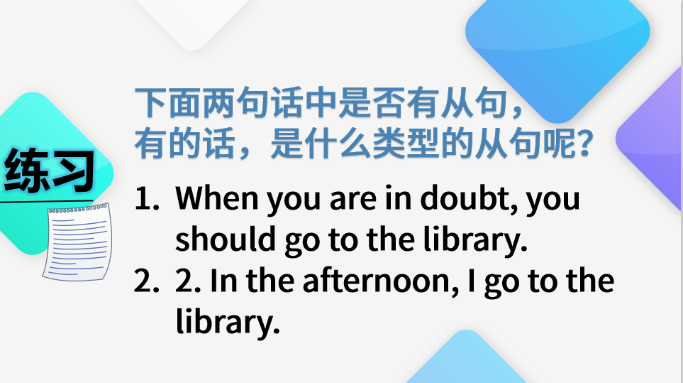 练习
下面两句话中是否有从句，
有的话，是什么类型的从句呢？
1. When you are in doubt, you
should go to the library.
2. 2. In the afternoon, I go to the
library.